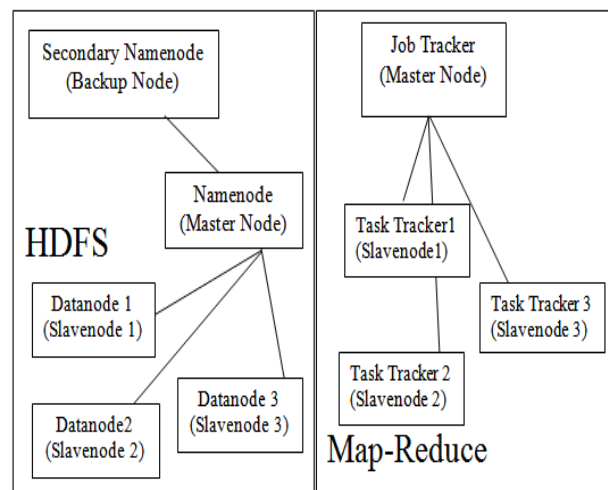 Secondary Namenode
(Backup Node)
Namenode
(Master Node)
HDFS
Datanode 1
(Slavenode 1)
Datanode2
(Slavenode 2)
Datanode 3
(Slavenode 3)
Job Tracker
(Master Node)
Task Tracker1
(Slavenode1)
Task Tracker 3
(Slavenode 3)
Task Tracker 2
(Slavenode 2)
Map-Reduce